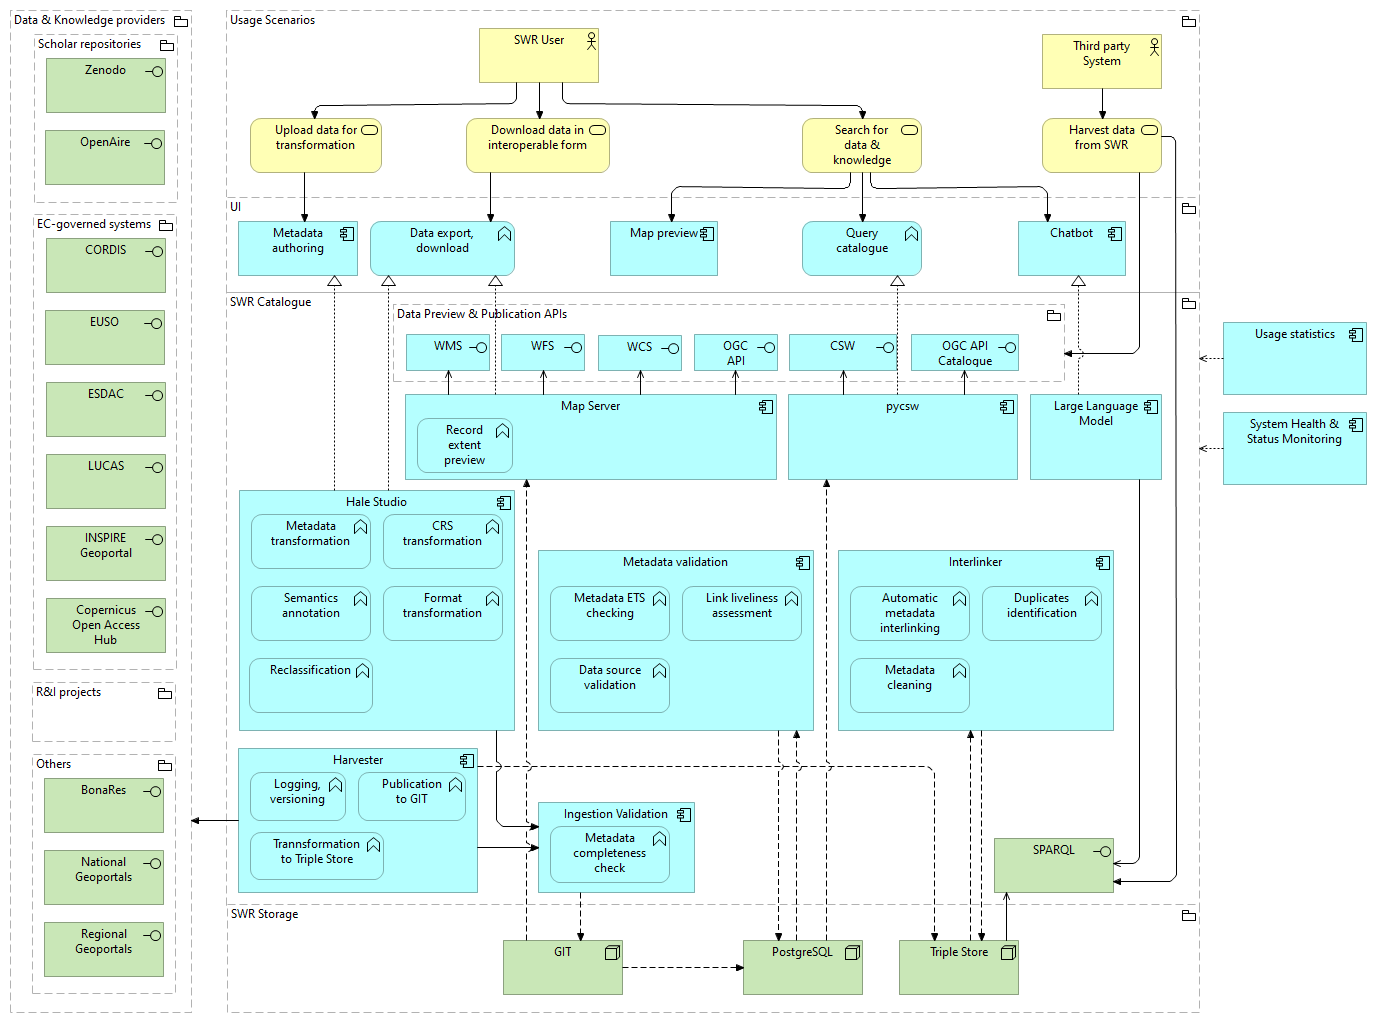 Data & Knowledge providers
Scholar repositories
Zenodo
OpenAire
EC-governed systems
CORDIS
EUSO
ESDAC
LUCAS
INSPIRE
Geoportal
Copernicus
Open Access
Hub
R&I projects
Others
BonaRes
National
Geoportals
Regional
Geoportals
Usage Scenarios
SWR User
Third party
System
Upload data for
transformation
Download data in
interoperable form
Search for
data &
knowledge
Harvest data
from SWR
UI
Metadata
authoring
Data export,
download
Map preview
Query
catalogue
Chatbot
SWR Catalogue
Data Preview & Publication APIs
WMS
WFS
WCS
OGC
API
CSW
OGC API
Catalogue
Map Server
Record
extent
preview
pycsw
Large Language
Model
Usage statistics
System Health &
Status Monitoring
Hale Studio
Metadata
transformation
CRS
transformation
Semantics
annotation
Format
transformation
Reclassification
Metadata validation
Metadata ETS
checking
Link liveliness
assessment
Data source
validation
Interlinker
Automatic
metadata
interlinking
Duplicates
identification
Metadata
cleaning
Harvester
Logging,
versioning
Publication
to GIT
Trannsformation
to Triple Store
Ingestion Validation
Metadata
completeness
check
SPARQL
SWR Storage
GIT
PostgreSQL
Triple Store